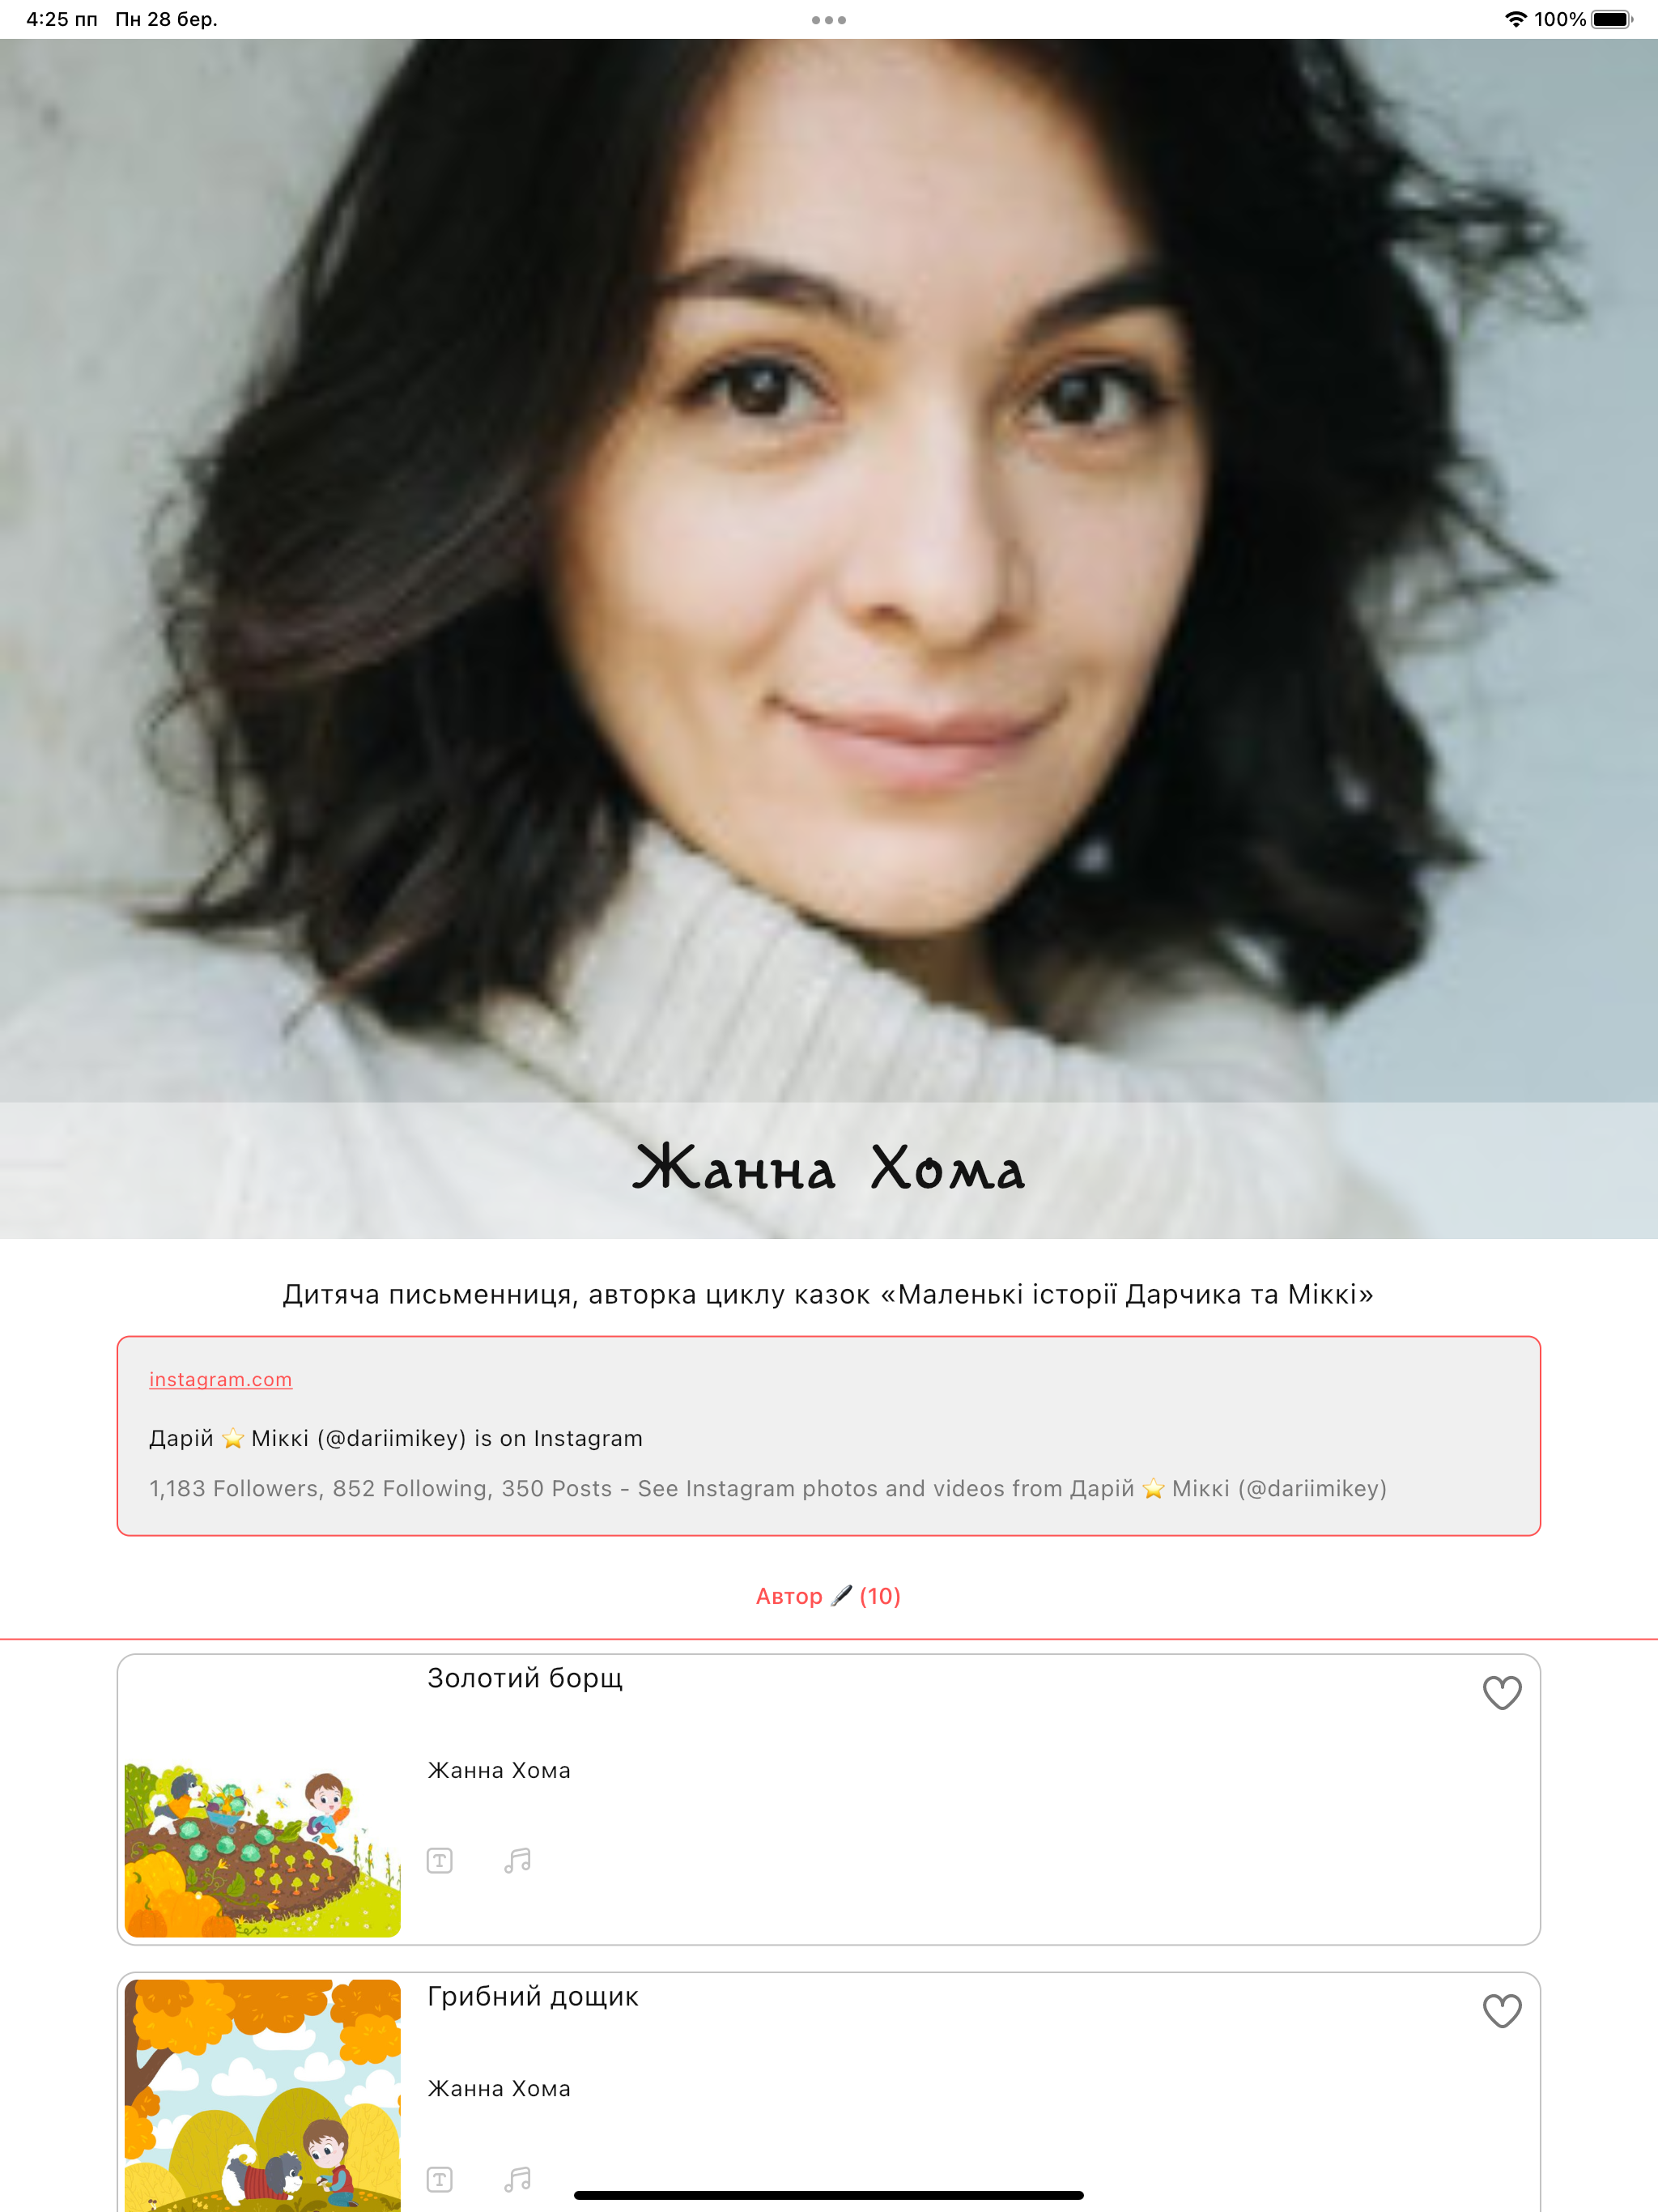 4:25 пп Пн 28 бер. 100%
Жанна Хома
Дитяча письменниця, авторка циклу казок «Маленькі історії Дарчика та Міккі»
instagram.com
Дарій ⭐ Міккі (@dariimikey) is on Instagram
1,183 Followers, 852 Following, 350 Posts - See Instagram photos and videos from Дарій ⭐ Міккі (@dariimikey)
Автор 🖋️ (10)
Золотий борщ
Жанна Хома
T
Грибний дощик
Жанна Хома
T